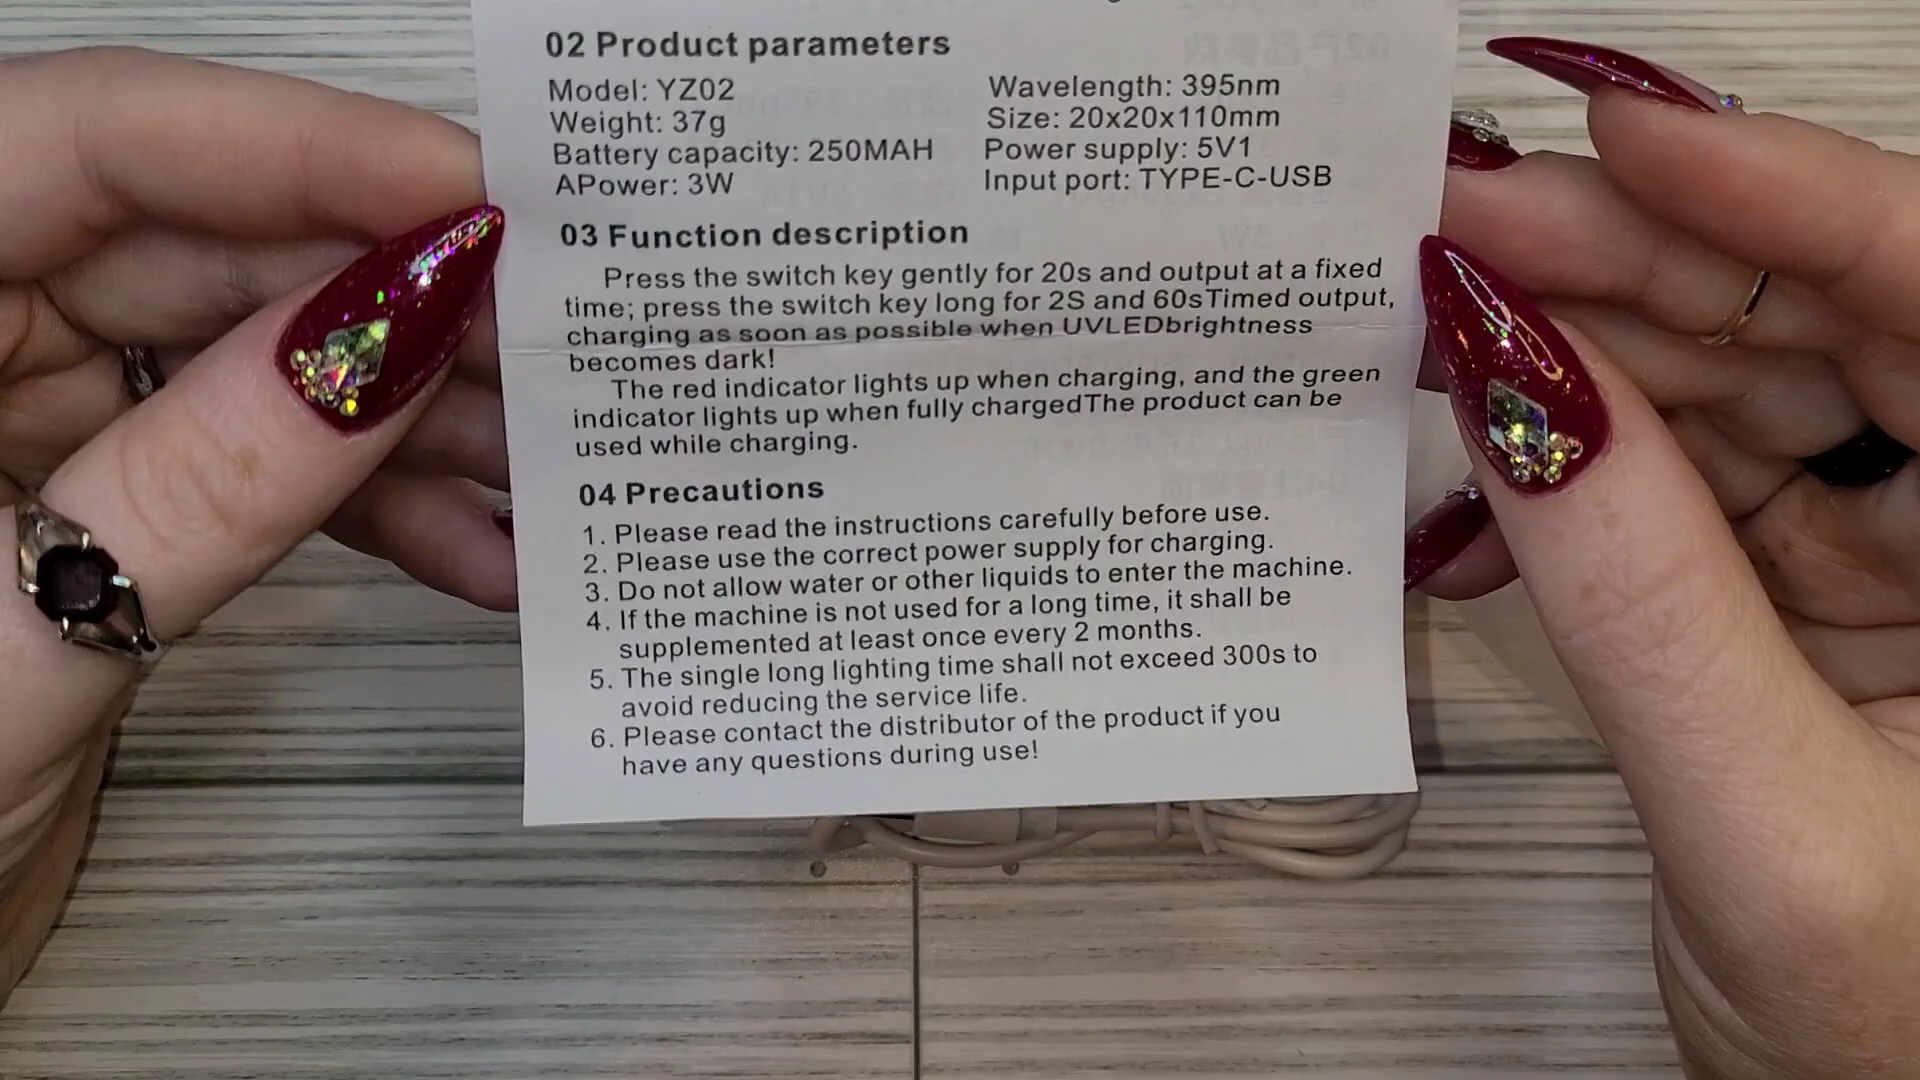 02 Product parameters
Model: YZ02
Wavelength: 395nm
Weight: 37g
Size: 20x20x110mm
Battery capacity: 250MAH
Power supply: 5V1
APower: 3W
Input port: TYPE-C-USB
03 Function description
Press the switch key gently for 20s and output at a fixed
time; press the switch key long for 2S and 60sTimed output,
charging as soon as possible when UVLEDbrightness
becomes dark!
The red indicator lights up when charging, and the green
indicator lights up when fully chargedThe product can be
used while charging.
04 Precautions
1. Please read the instructions carefully before use.
2. Please use the correct power supply for charging.
3. Do not allow water or other liquids to enter the machine.
4. If the machine is not used for a long time, it shall be
supplemented at least once every 2 months.
5. The single long lighting time shall not exceed 300s to
avoid reducing the service life.
6. Please contact the distributor of the product if you
have any questions during use!